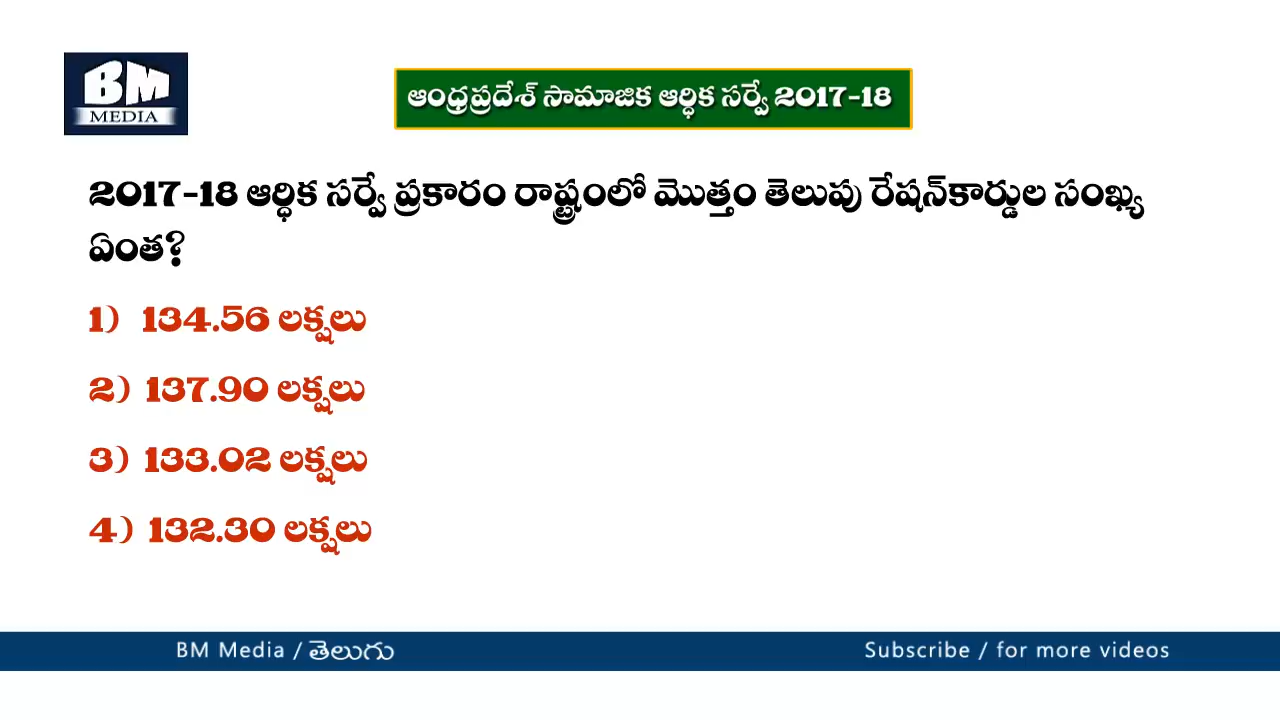 BM
MEDIA
ఆంధ్రప్రదేశ్ సామాజిక ఆర్ధిక సర్వే 2017-18
2017-18 ఆర్ధిక సర్వే ప్రకారం రాష్ట్రంలో మొత్తం తెలుపు రేషన్‌కార్డుల సంఖ్య
ఏంత?
1) 134.56 లక్షలు
2) 137.90 లక్షలు
3) 133.02 లక్షలు
4) 132.30 లక్షలు
BM Media / తెలుగు
Subscribe / for more videos